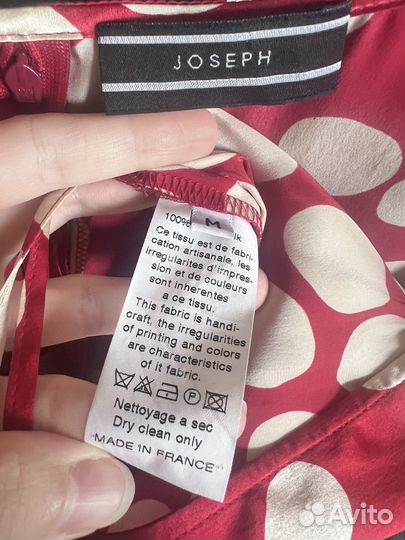 JOSEPH
100% M lk
Ce tissu est de fabri-
cation artisanale, les
irregularites d'impres-
sion et de couleurs
sont inherentes
a ce tissu.
This fabric is handi-
craft, the irregularities
of printing and colors
are characteristics
of it fabric.
P
Nettoyage a sec
Dry clean only
"MADE IN FRANCE"
Avito